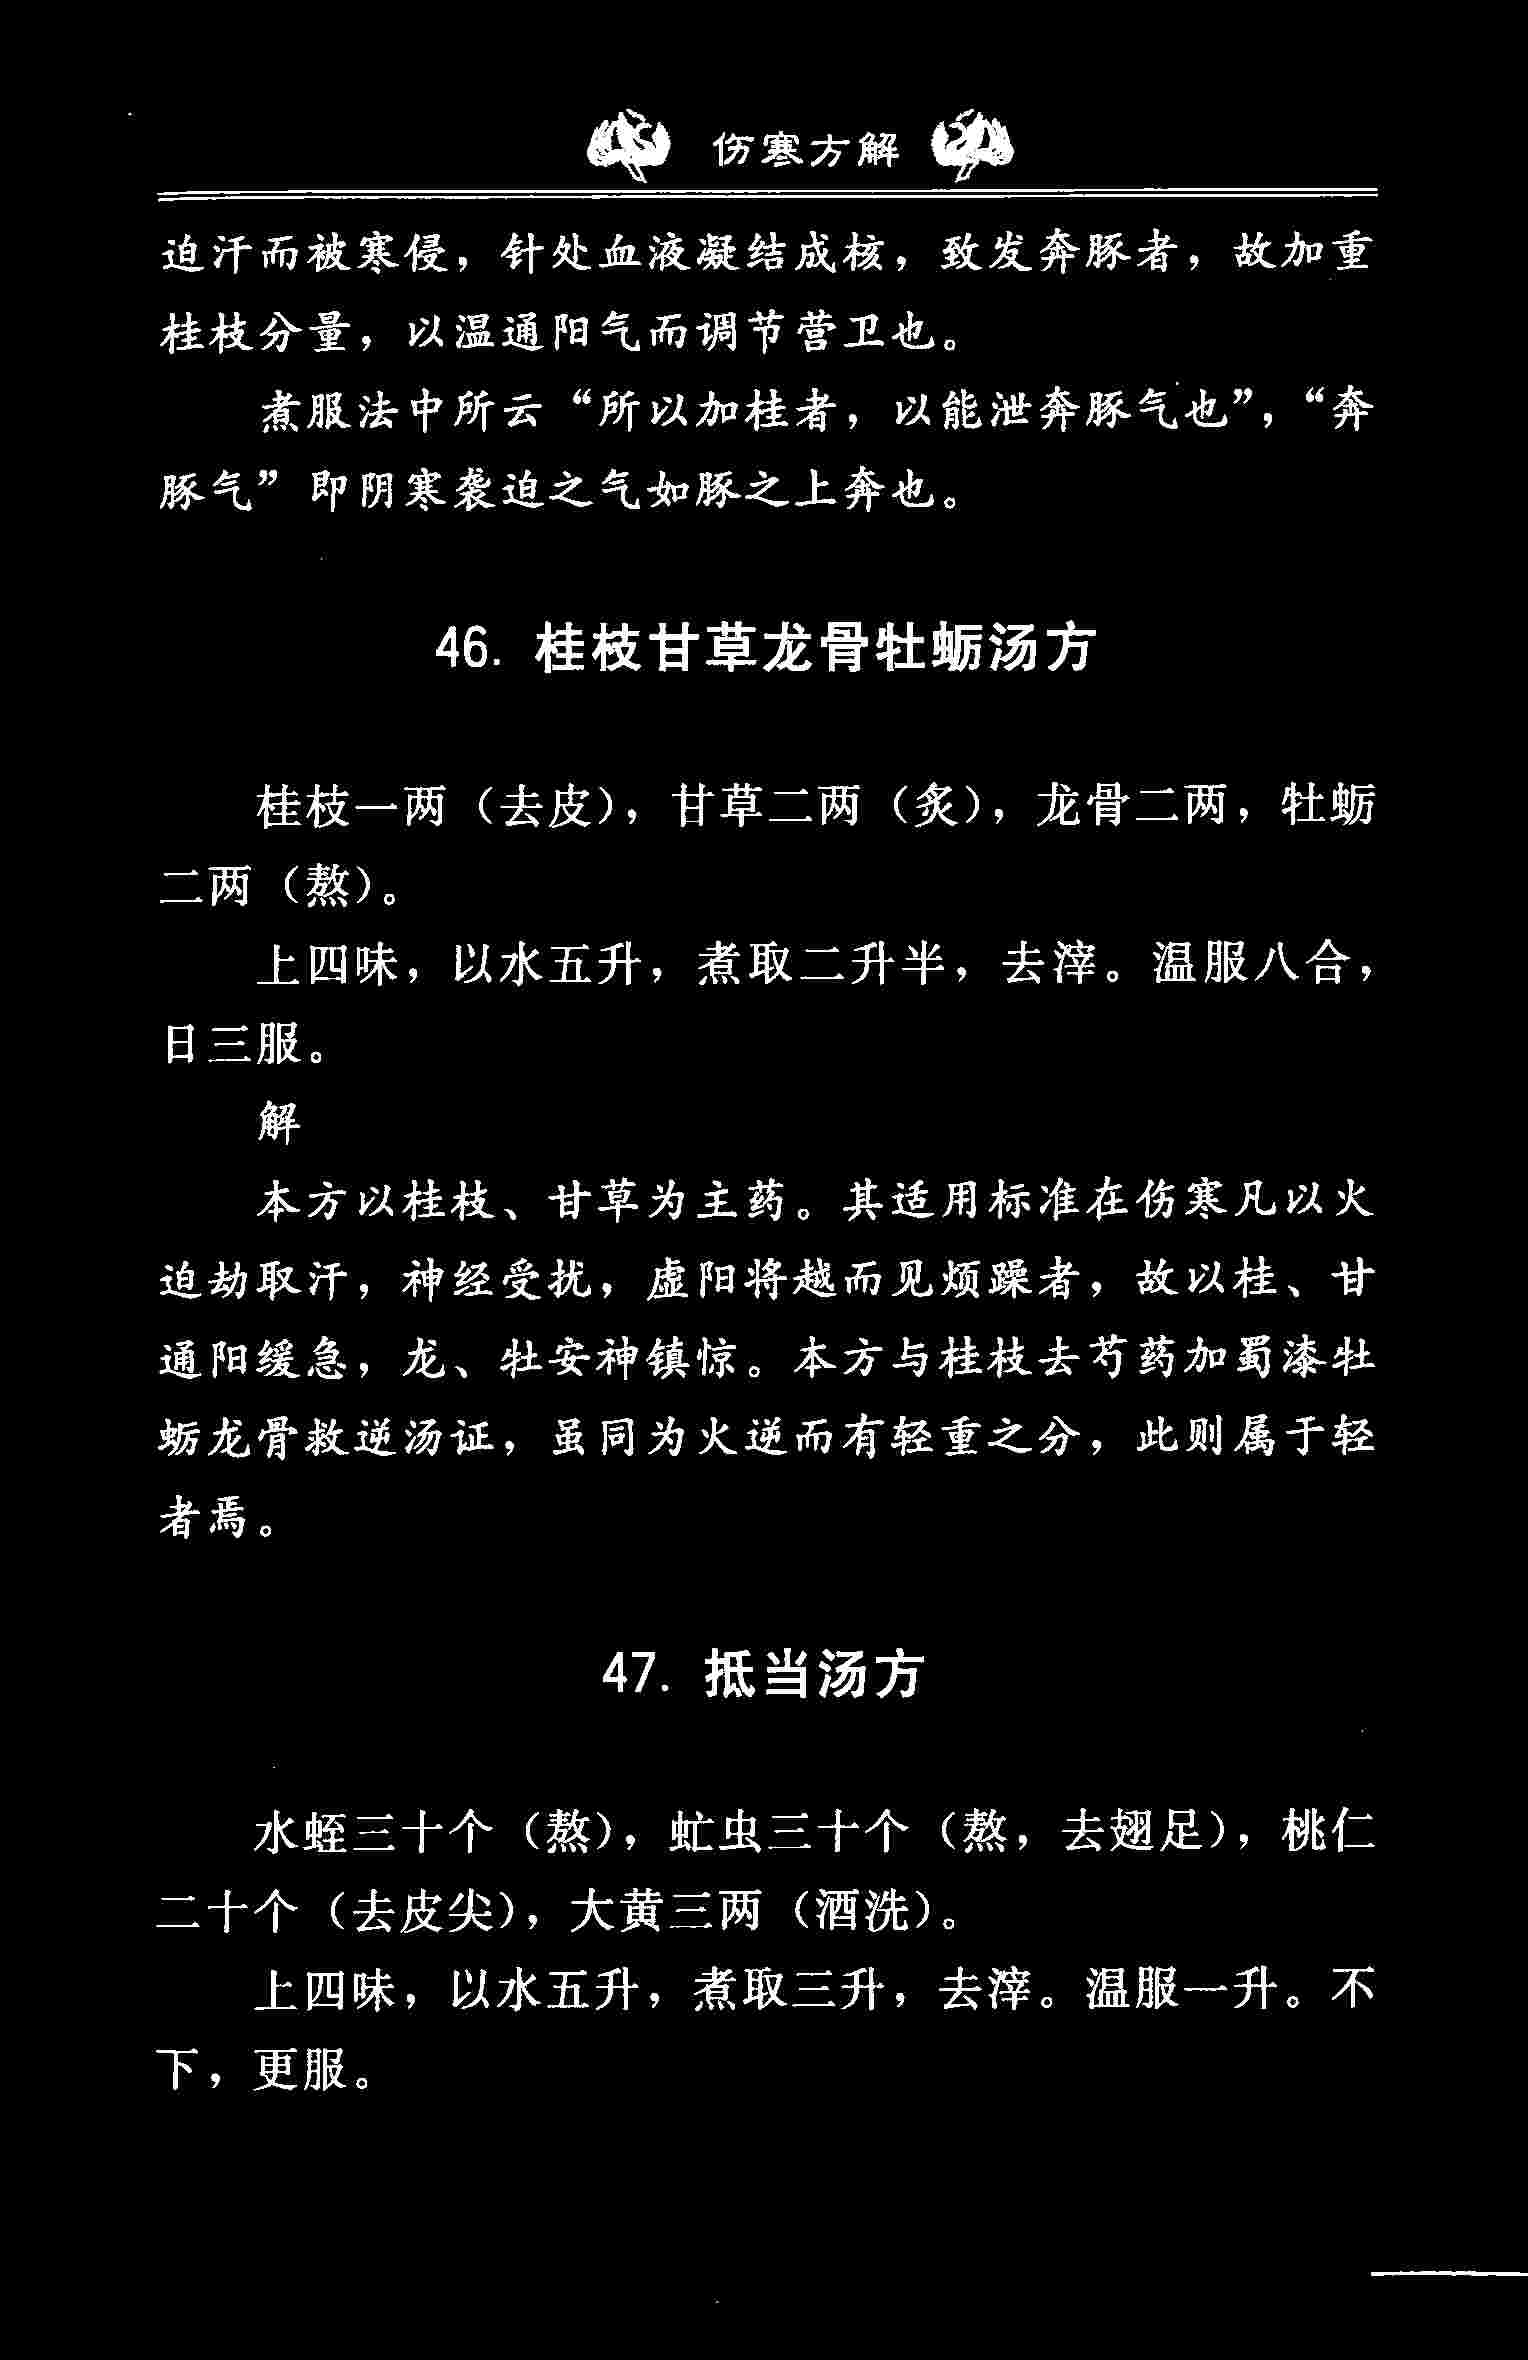 伤寒方解
迫汗而被寒侵，针处血液凝结成核，致发奔豚者，故加重
桂枝分量，以温通阳气而调节营卫也。
煮服法中所云“所以加桂者，以能泄奔豚气也”，“奔
豚气”即阴寒袭迫之气如豚之上奔也。
46. 桂枝甘草龙骨牡蛎汤方
桂枝一两（去皮），甘草二两（炙），龙骨二两，牡蛎
二两（熬）。
上四味，以水五升，煮取二升半，去滓。温服八合，
日三服。
解
本方以桂枝、甘草为主药。其适用标准在伤寒凡以火
迫劫取汗，神经受扰，虚阳将越而见烦躁者，故以桂、甘
通阳缓急，龙、牡安神镇惊。本方与桂枝去芍药加蜀漆牡
蛎龙骨救逆汤证，虽同为火逆而有轻重之分，此则属于轻
者焉。
47. 抵当汤方
水蛭三十个（熬），虻虫三十个（熬，去翅足），桃仁
二十个（去皮尖），大黄三两（酒洗）。
上四味，以水五升，煮取三升，去滓。温服一升。不
下，更服。